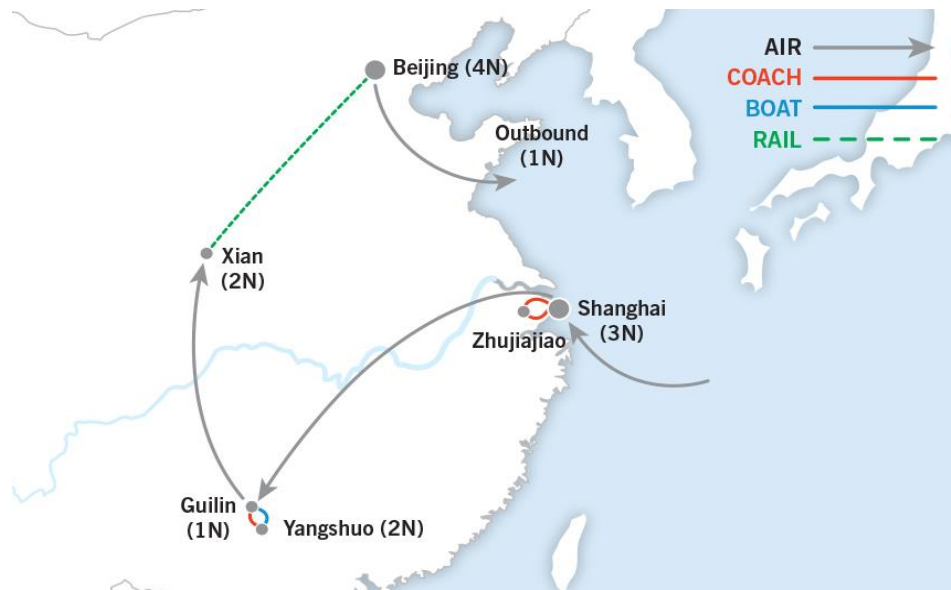 AIR
COACH
BOAT
RAIL
Beijing (4N)
Outbound
(1N)
Xian
(2N)
Shanghai
(3N)
Zhujiajiao
Guilin
(1N)
Yangshuo (2N)